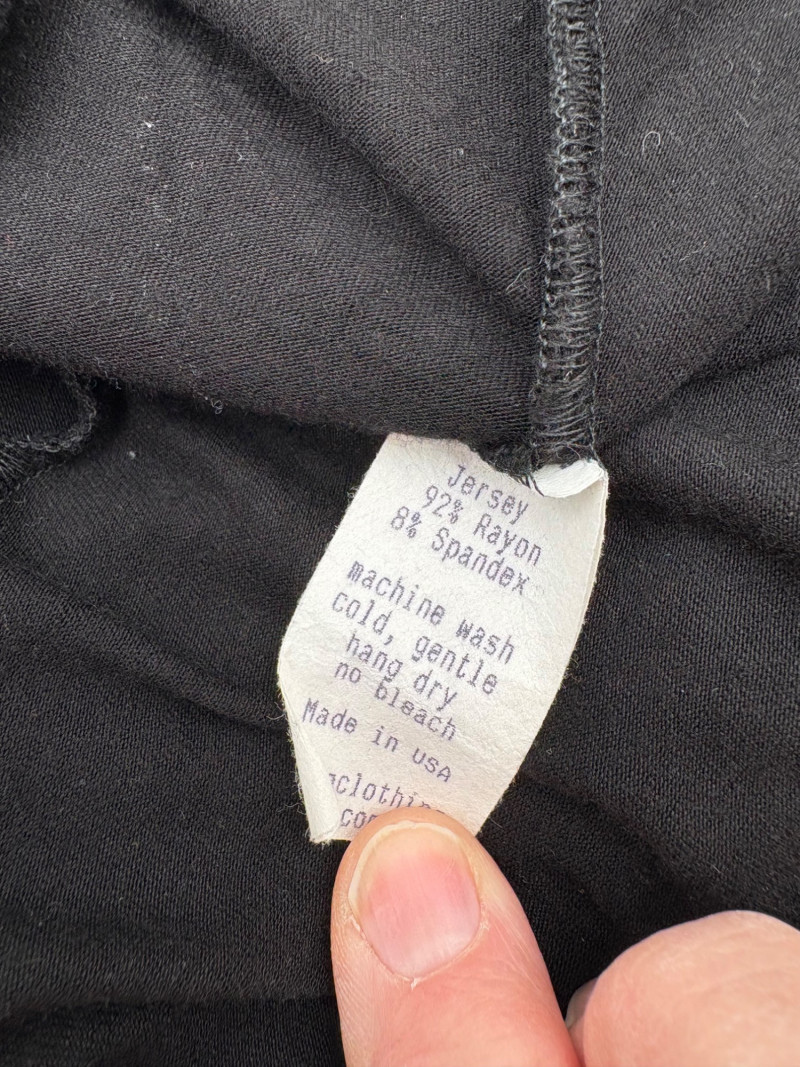 Jersey
92% Rayon
8% Spandex
machine wash
cold, gentle
hang dry
no bleach
Made in USA